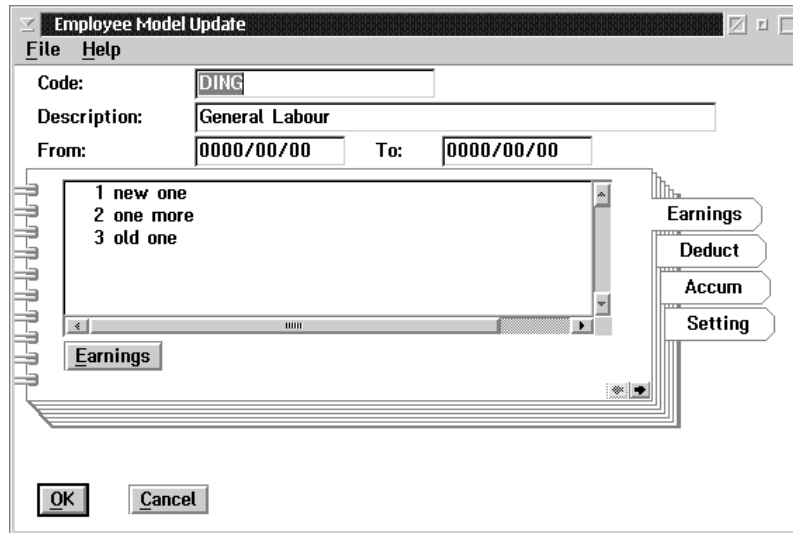 Employee Model Update
File Help
Code: DING
Description: General Labour
From: 0000/00/00 To: 0000/00/00
1 new one
2 one more
3 old one
Earnings
Deduct
Accum
Setting
Earnings
OK Cancel